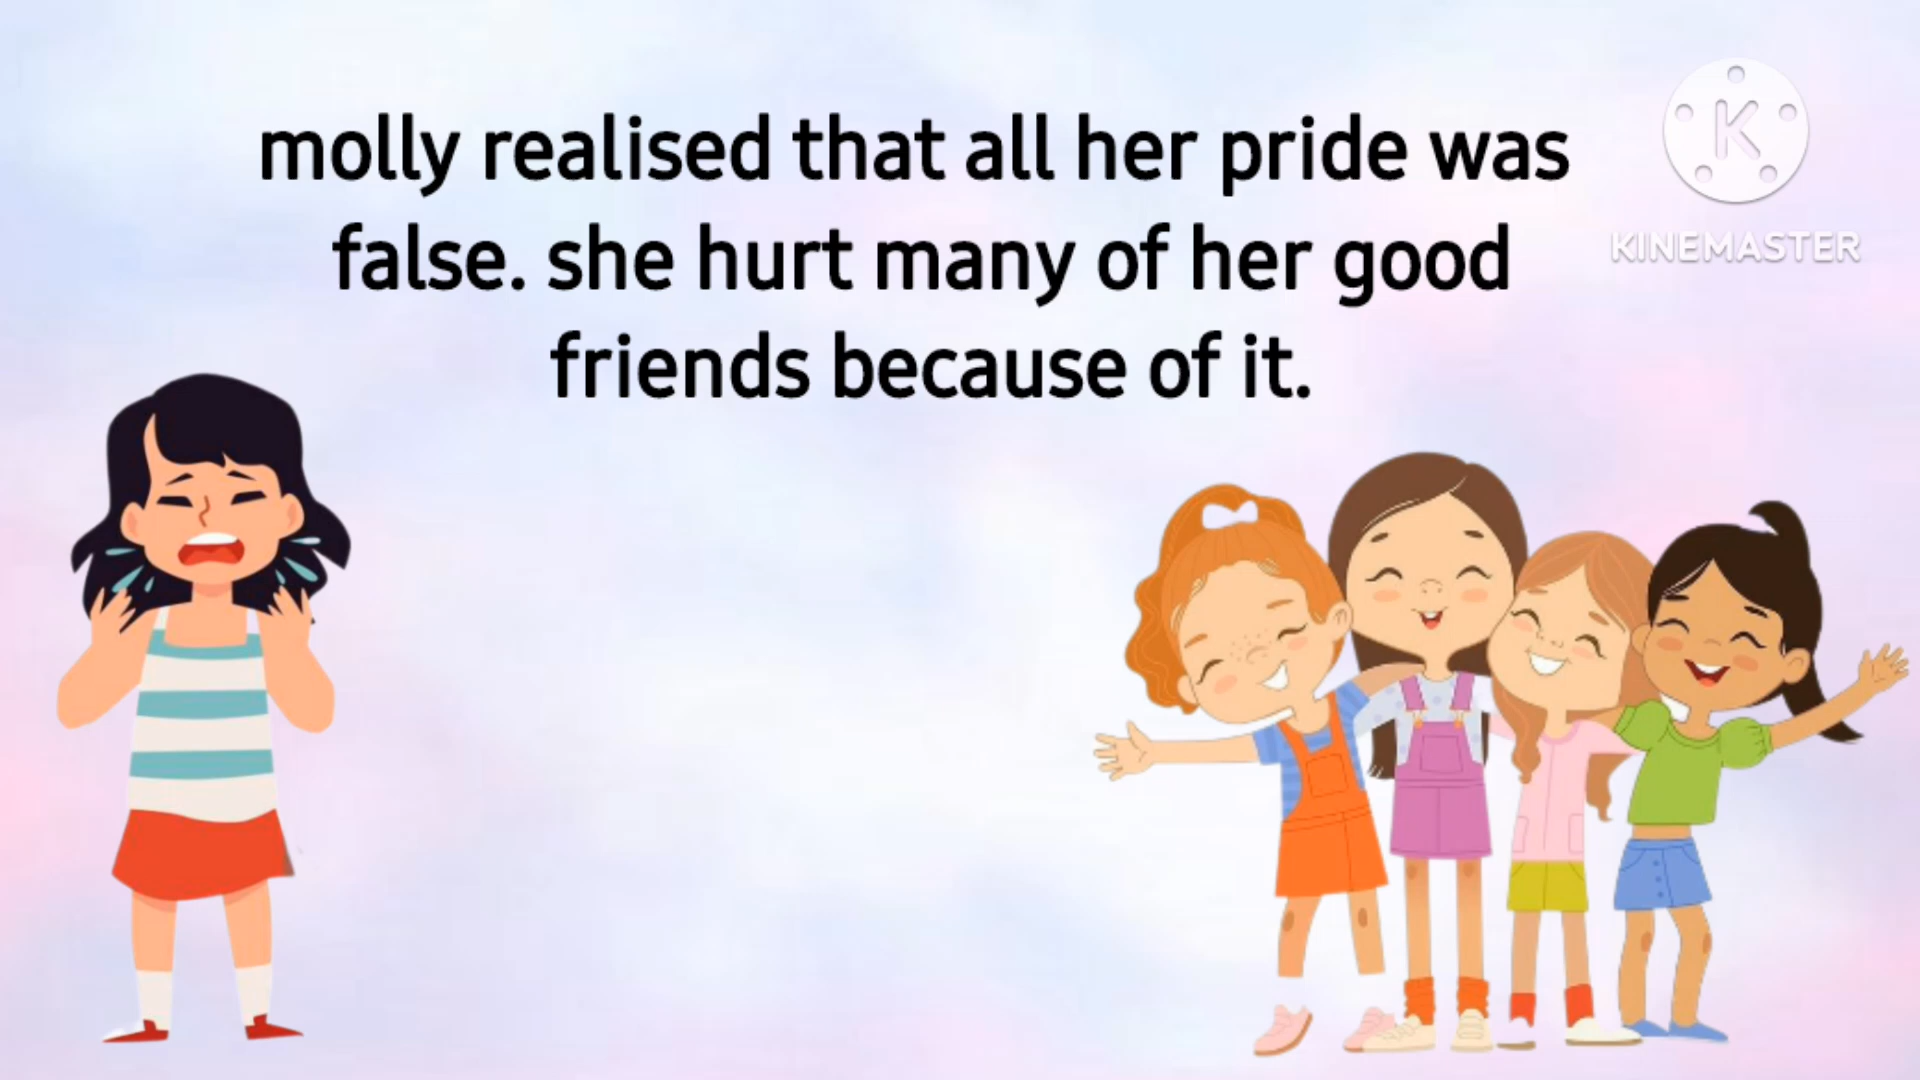 molly realised that all her pride was
false. she hurt many of her good
friends because of it.
K
KINEMASTER